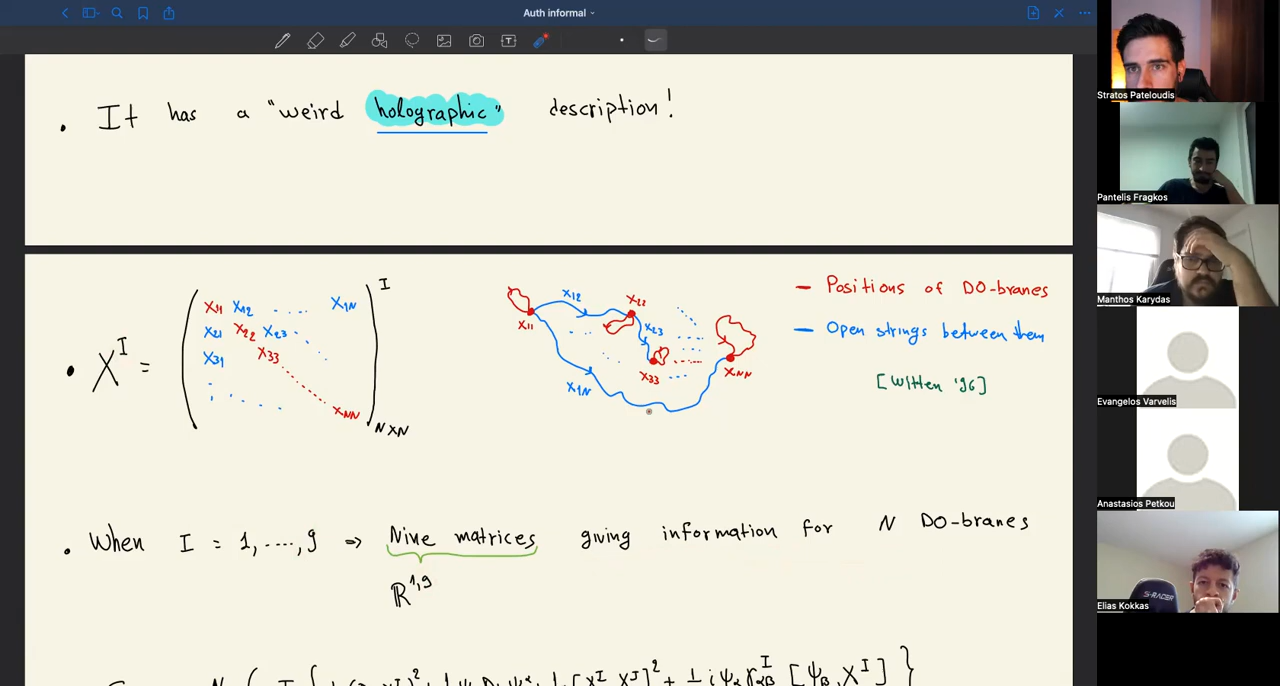 Auth informal
• It has a "weird holographic" description!
• X^I = ( X11 X12 .... X1N
X21 X22 X23 ...
X31 X33
XNN )^I N×N
X11 X12 X22 X23 X33 X1N XNN
— Positions of D0-branes
— Open strings between them
[Witten '96]
• When I = 1,....,9 ⇒ Nine matrices giving information for N D0-branes
ℝ^1,9
Stratos Pateloudis
Pantelis Fragkos
Manthos Karydas
Evangelos Varvelis
Anastasios Petkou
S-RACER
Elias Kokkas